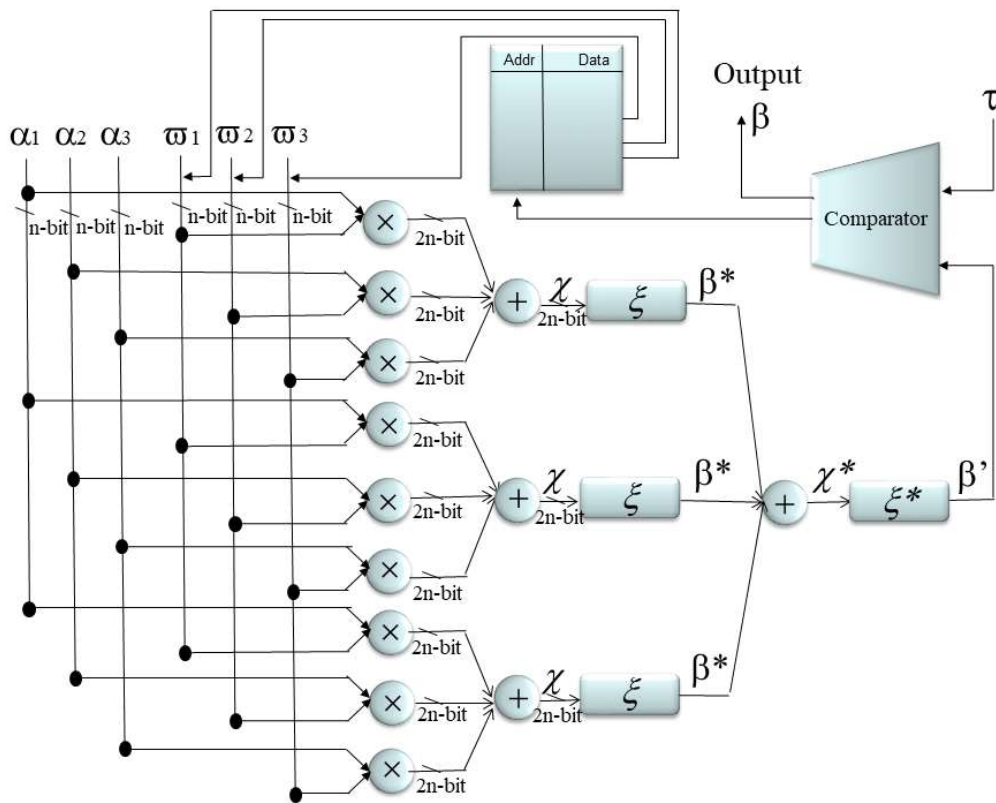 Addr Data
Output
β
τ
α1 α2 α3 ϖ1 ϖ2 ϖ3
n-bit n-bit n-bit n-bit n-bit n-bit
Comparator
× 2n-bit
× 2n-bit
+ χ 2n-bit ξ β*
× 2n-bit
× 2n-bit
× 2n-bit
+ χ 2n-bit ξ β*
+ χ* ξ* β’
× 2n-bit
× 2n-bit
× 2n-bit
+ χ 2n-bit ξ β*
× 2n-bit